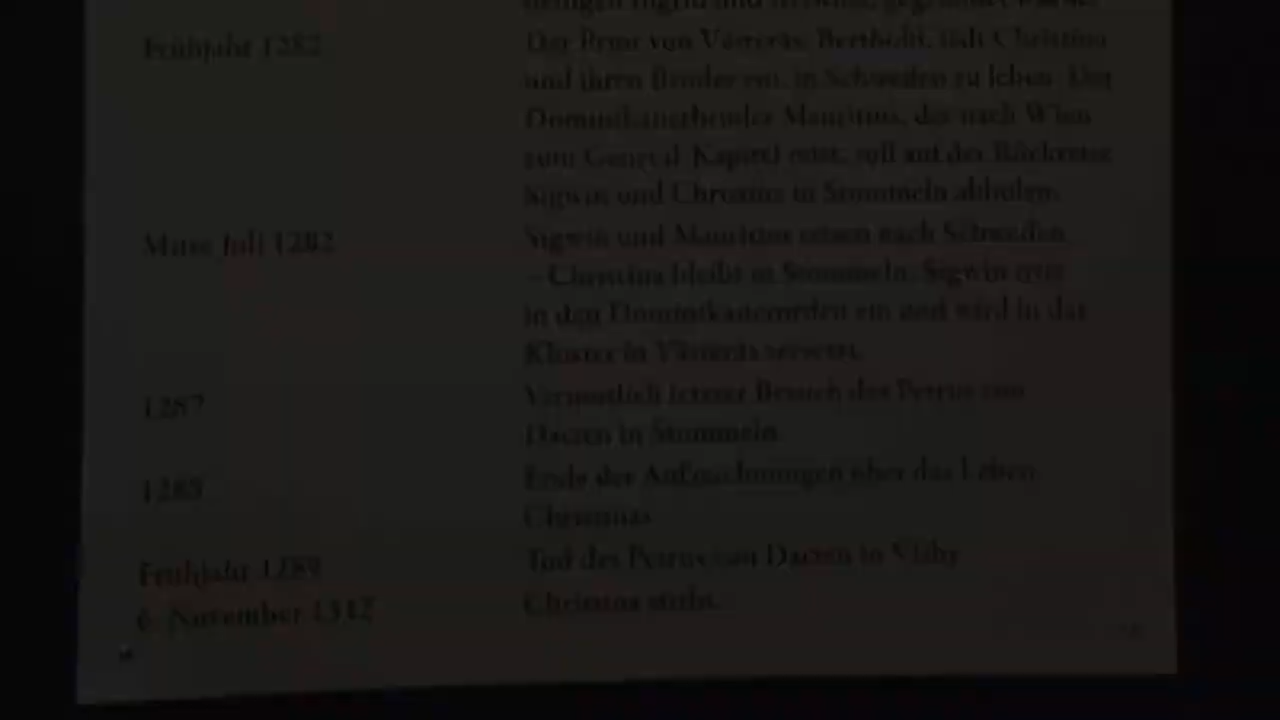 Frühjahr 1282
Der Prior von Västeras, Berthold, lädt Christina
und ihren Bruder ein, in Schweden zu leben. Der
Dominikanerbruder Mauritius, der nach Wien
zum General-Kapitel reist, soll auf der Rückreise
Sigwin und Christina in Stommeln abholen.
Mitte Juli 1282
Sigwin und Mauritius reisen nach Schweden
– Christina bleibt in Stommeln. Sigwin tritt
in den Dominikanerorden ein und wird in das
Kloster in Västerås versetzt.
1287
Vermutlich letzter Besuch des Petrus von
Dacien in Stommeln
Ende der Aufzeichnungen über das Leben
Christinas
Frühjahr 1289
Tod des Petrus von Dacien in Visby
6. November 1312
Christina stirbt.